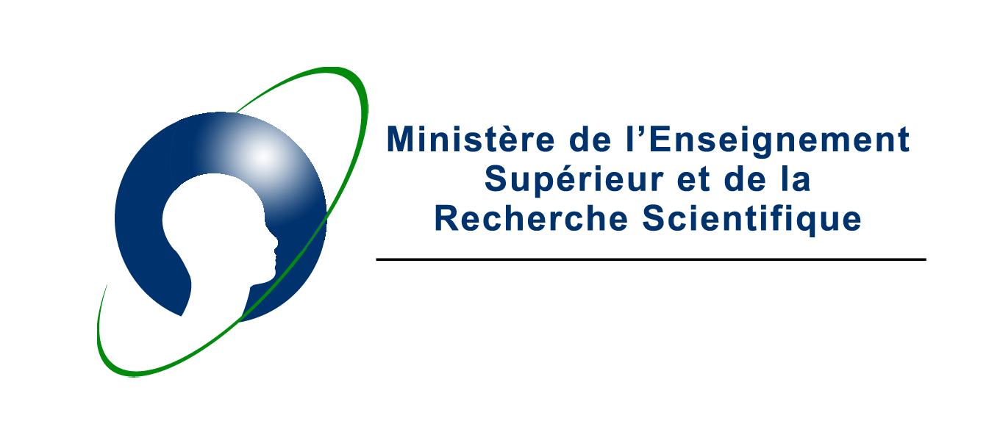 Ministère de l’Enseignement
Supérieur et de la
Recherche Scientifique